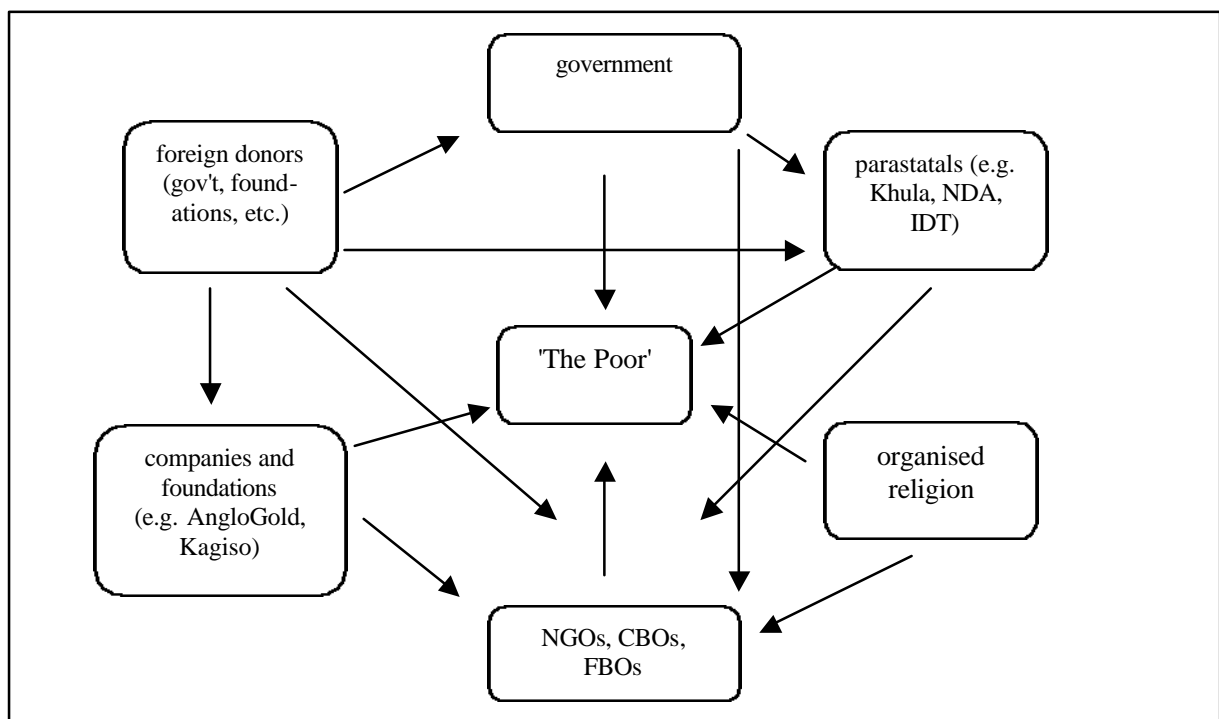 government
foreign donors
(gov't, found-
ations, etc.)
parastatals (e.g.
Khula, NDA,
IDT)
'The Poor'
companies and
foundations
(e.g. AngloGold,
Kagiso)
organised
religion
NGOs, CBOs,
FBOs